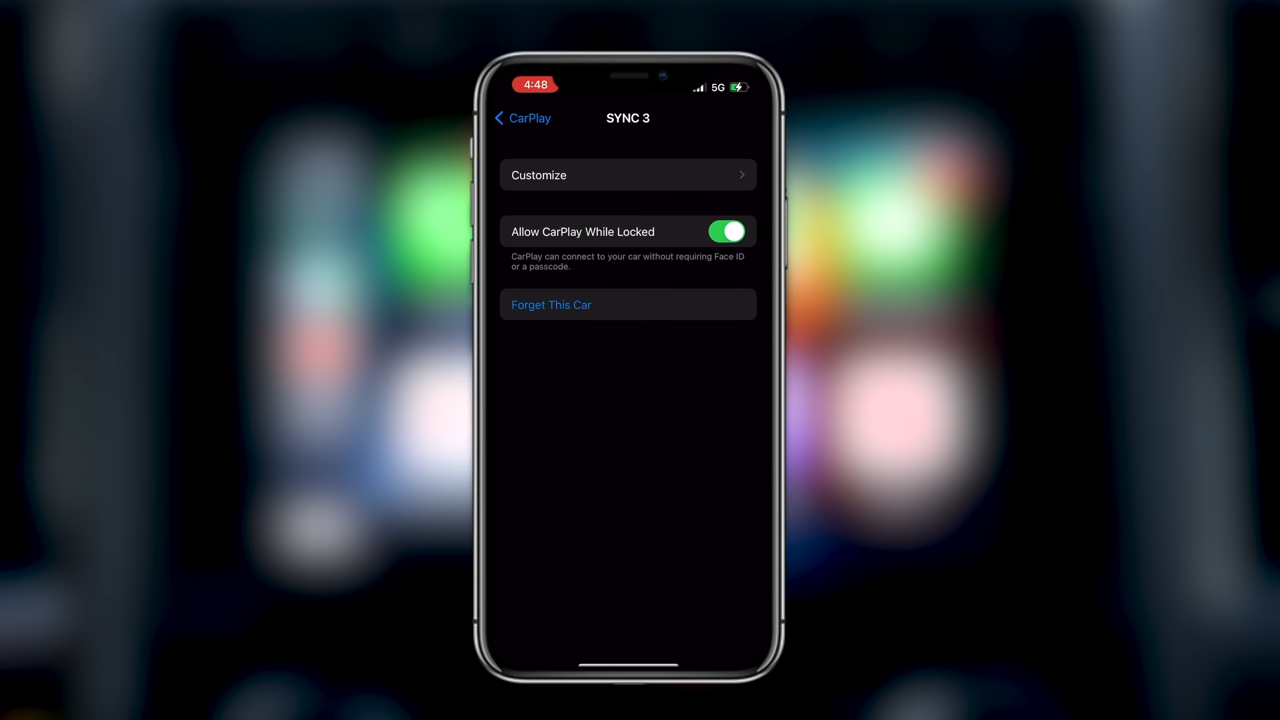 4:48
5G
CarPlay
SYNC 3
Customize
Allow CarPlay While Locked
CarPlay can connect to your car without requiring Face ID
or a passcode.
Forget This Car